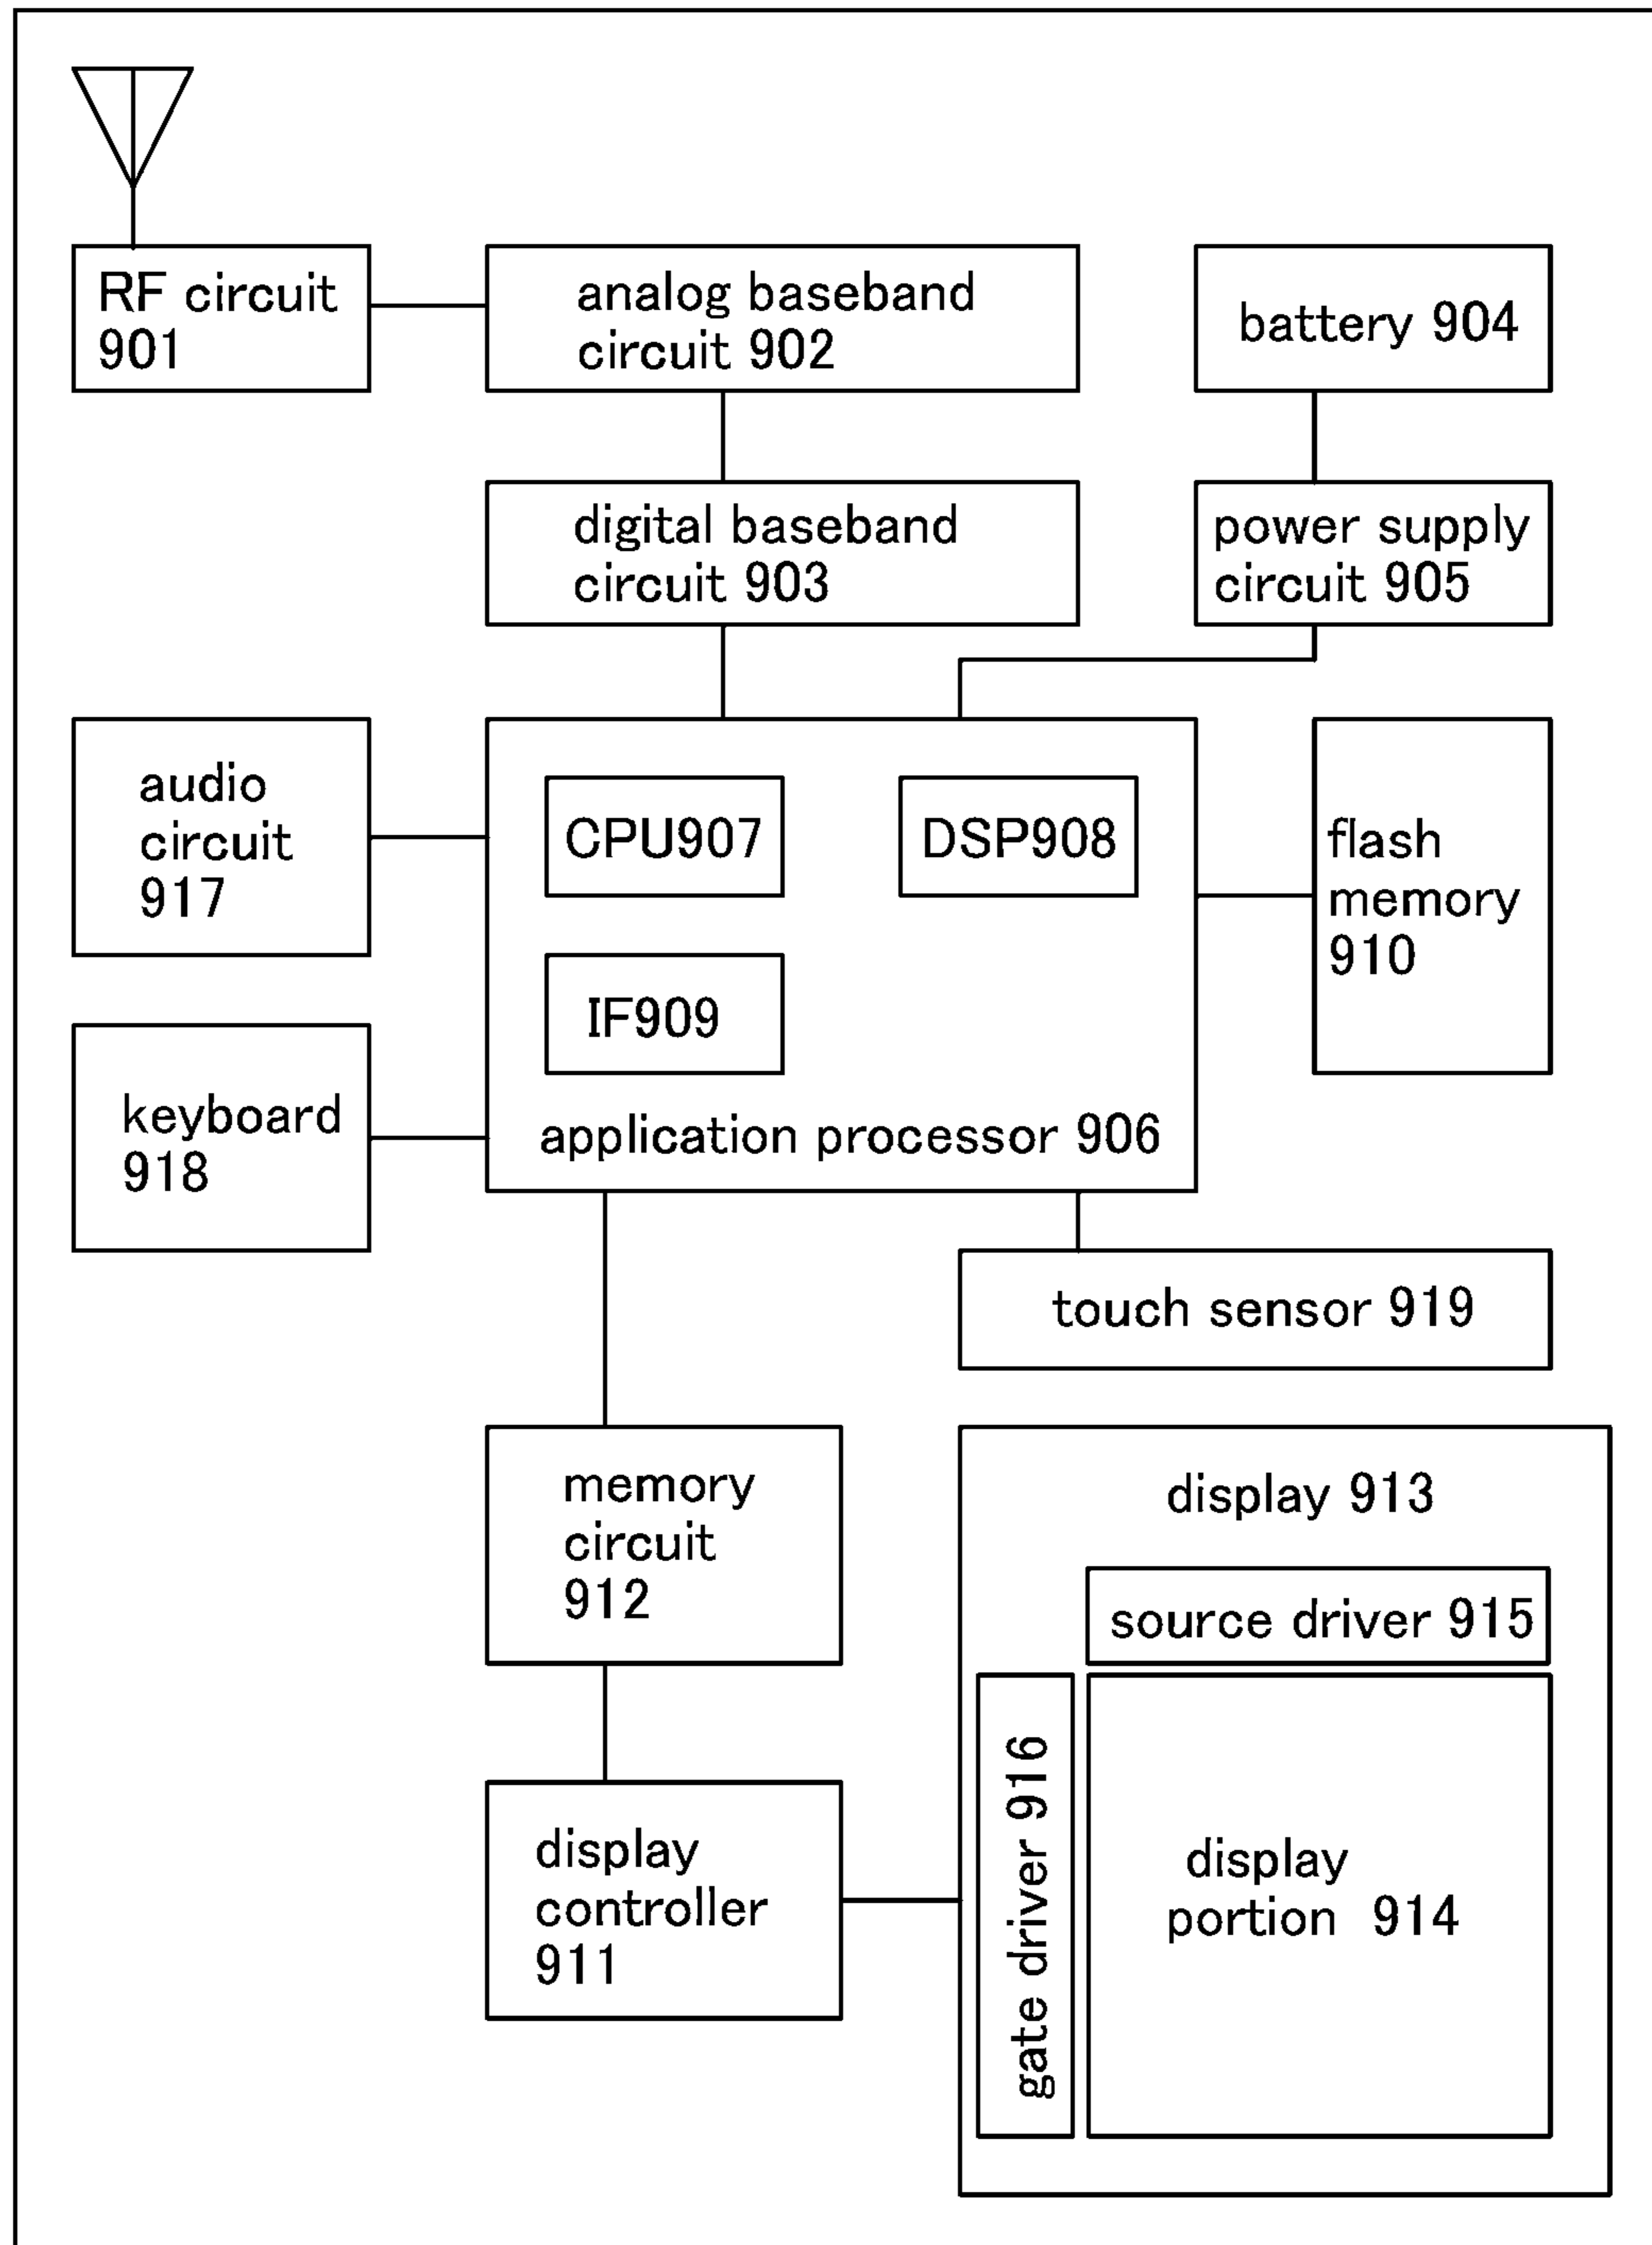 RF circuit
901
analog baseband
circuit 902
battery 904
digital baseband
circuit 903
power supply
circuit 905
audio
circuit
917
CPU907
DSP908
flash
memory
910
IF909
keyboard
918
application processor 906
touch sensor 919
memory
circuit
912
display 913
source driver 915
gate driver 916
display
controller
911
display
portion 914